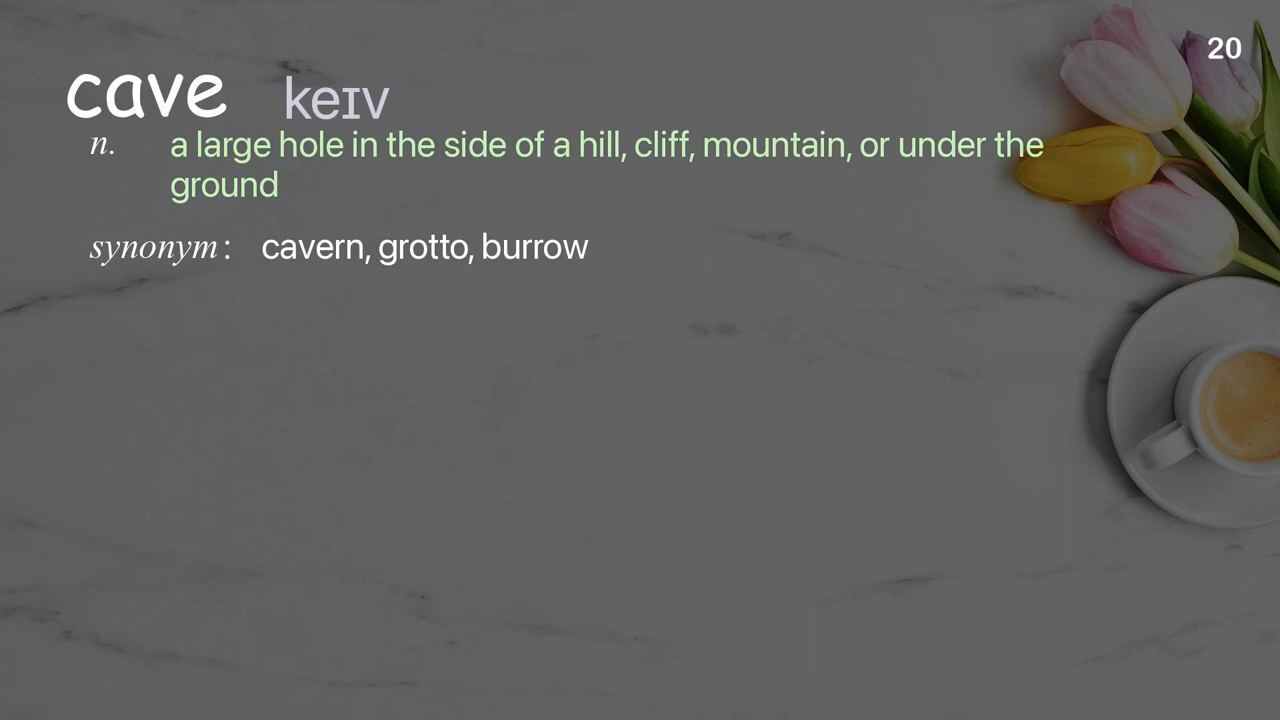 20
cave keɪv
n. a large hole in the side of a hill, cliff, mountain, or under the
ground
synonym: cavern, grotto, burrow